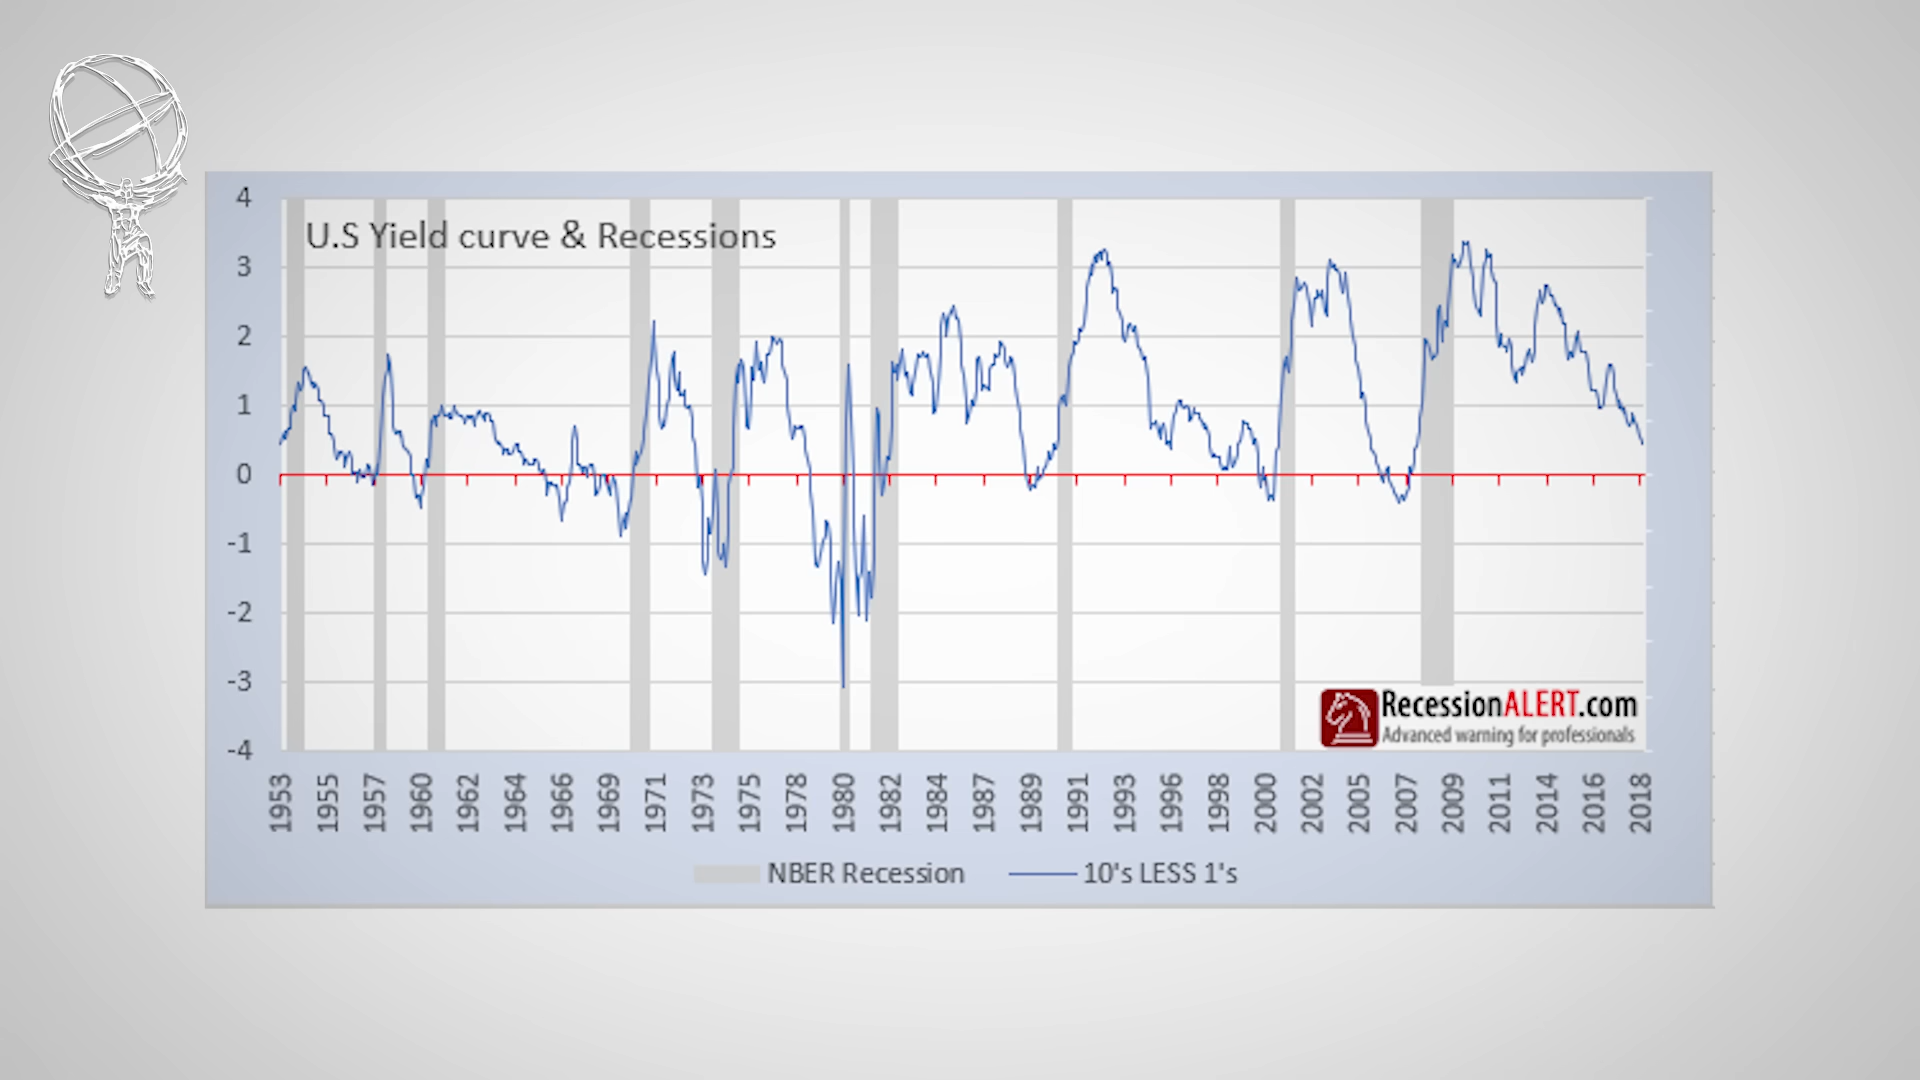 U.S Yield curve & Recessions
4
3
2
1
0
-1
-2
-3
-4
RecessionALERT.com
Advanced warning for professionals
1953 1955 1957 1960 1962 1964 1966 1969 1971 1973 1975 1978 1980 1982 1984 1987 1989 1991 1993 1996 1998 2000 2002 2005 2007 2009 2011 2014 2016 2018
NBER Recession 10's LESS 1's